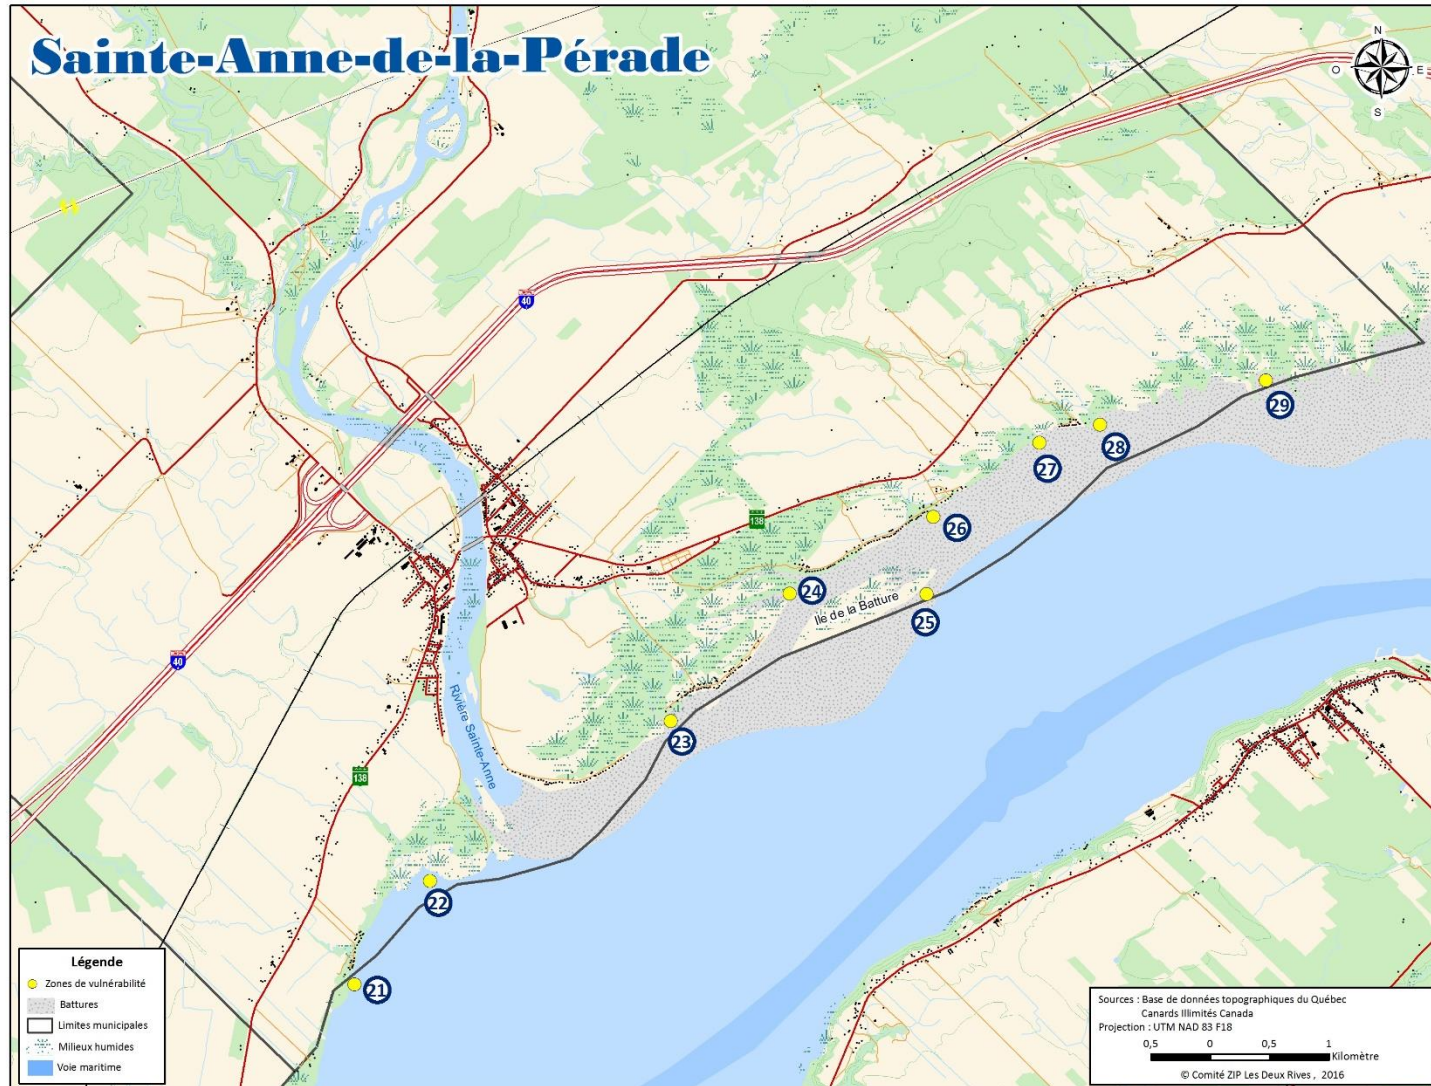 Sainte-Anne-de-la-Pérade
N
O
E
S
40
40
138
138
Rivière Sainte-Anne
Ile de la Batture
21
22
23
24
25
26
27
28
29
Légende
Zones de vulnérabilité
Battures
Limites municipales
Milieux humides
Voie maritime
Sources : Base de données topographiques du Québec
Canards Illimités Canada
Projection : UTM NAD 83 F18
0,5 0 0,5 1
Kilomètre
© Comité ZIP Les Deux Rives , 2016